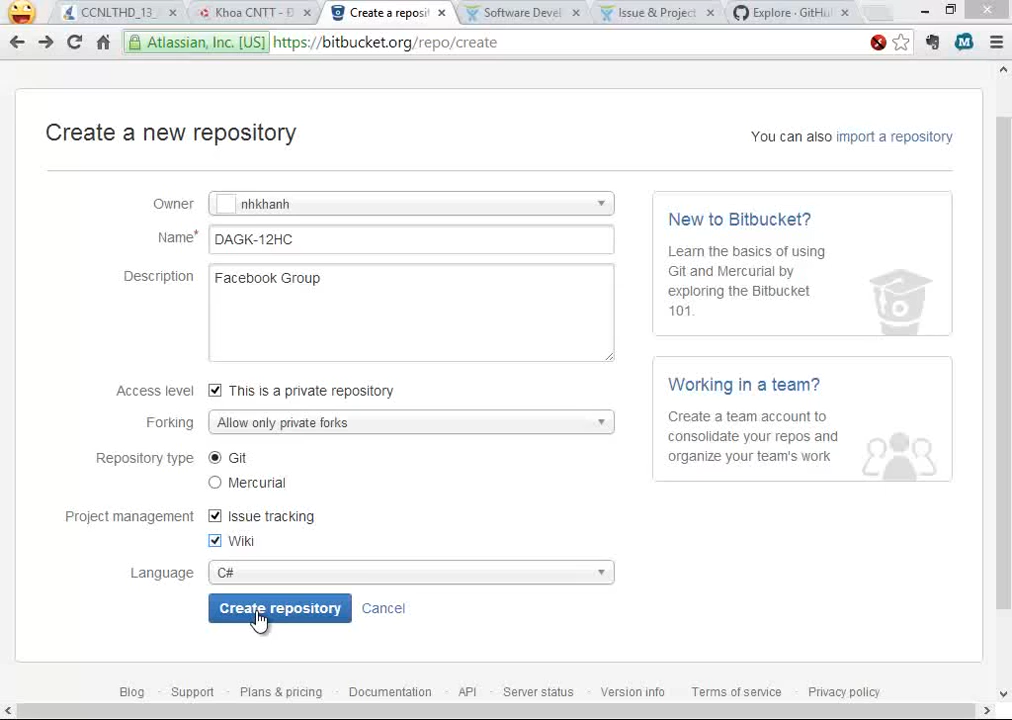 CCNLTHD_13_
Khoa CNTT - Đ
Create a reposit
Software Devel
Issue & Project
Explore · GitHub
Atlassian, Inc. [US] https://bitbucket.org/repo/create
Create a new repository
You can also import a repository
Owner nhkhanh
Name* DAGK-12HC
Description Facebook Group
Access level This is a private repository
Forking Allow only private forks
Repository type Git
Mercurial
Project management Issue tracking
Wiki
Language C#
Create repository Cancel
New to Bitbucket?
Learn the basics of using
Git and Mercurial by
exploring the Bitbucket
101.
Working in a team?
Create a team account to
consolidate your repos and
organize your team's work
Blog · Support · Plans & pricing · Documentation · API · Server status · Version info · Terms of service · Privacy policy